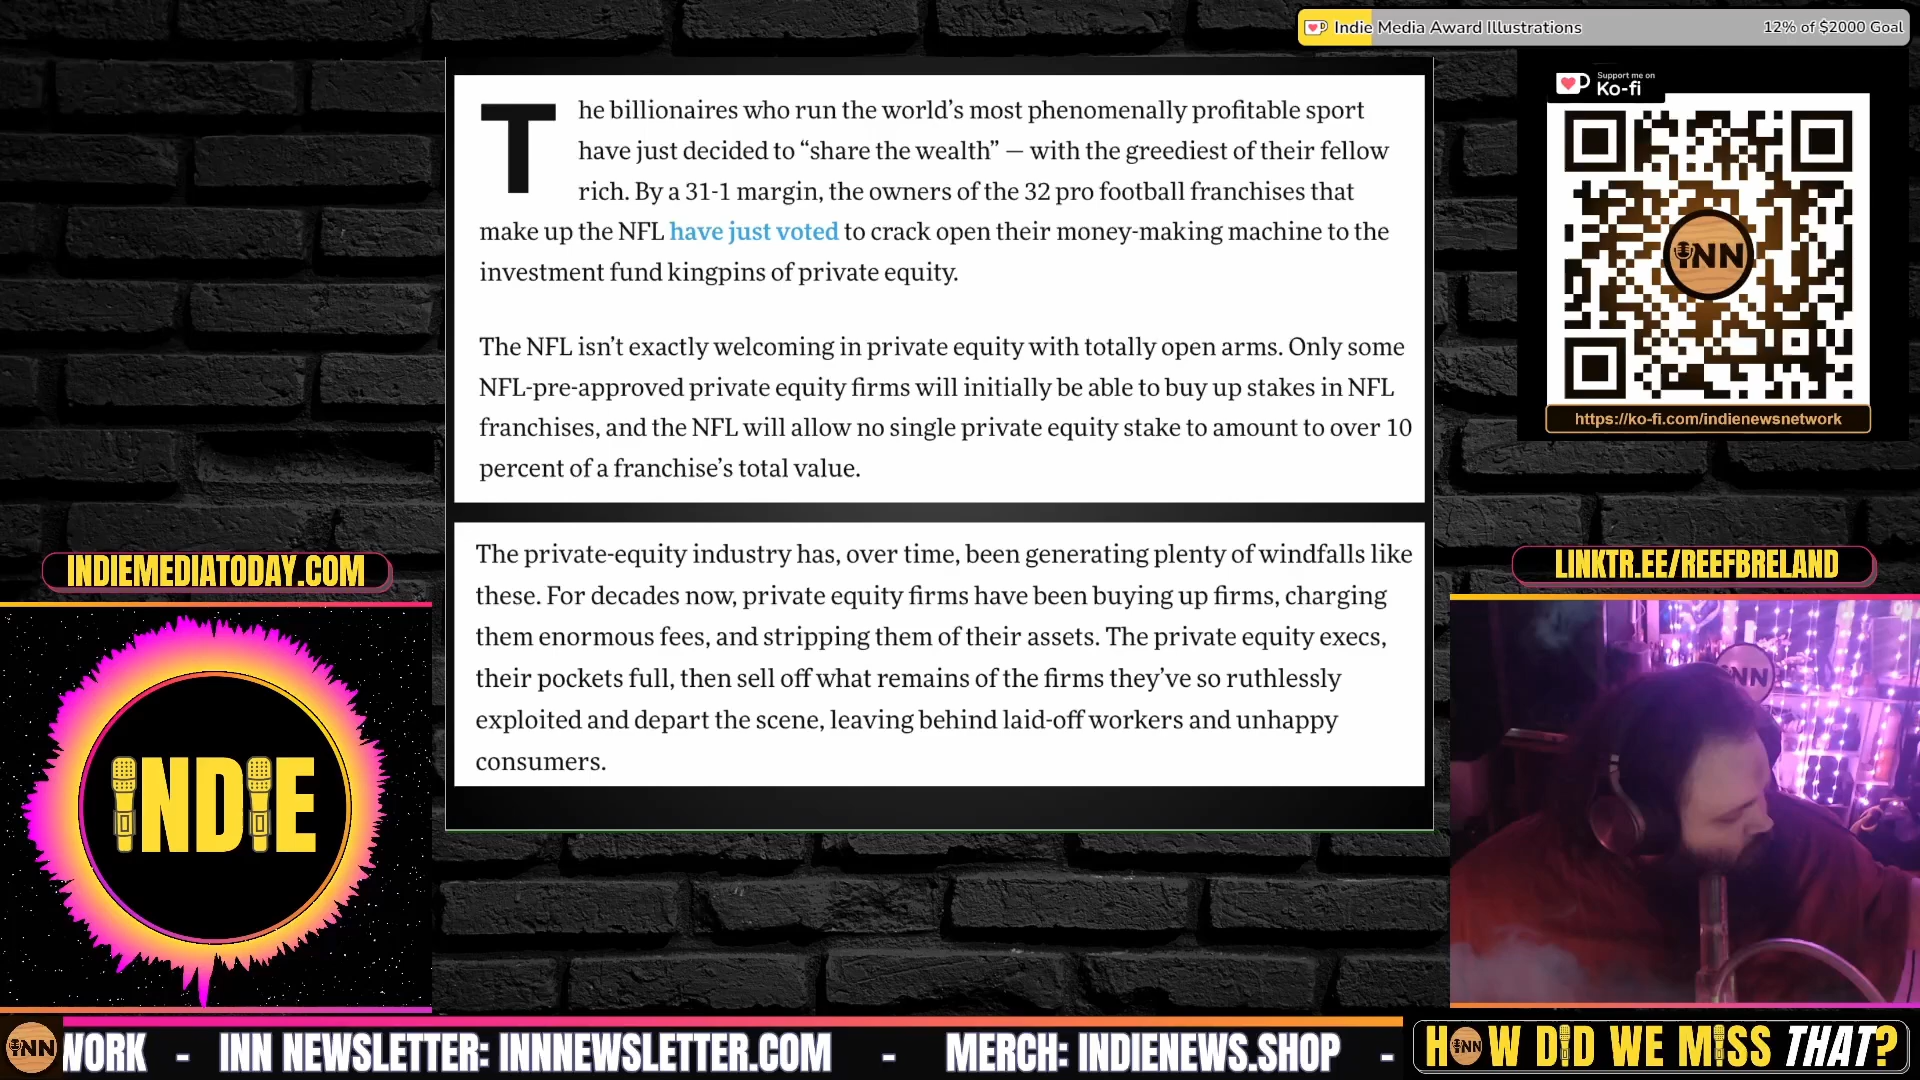 Indie Media Award Illustrations
12% of $2000 Goal
Support me on
Ko-fi
INN
https://ko-fi.com/indienewsnetwork
The billionaires who run the world’s most phenomenally profitable sport
have just decided to “share the wealth” — with the greediest of their fellow
rich. By a 31-1 margin, the owners of the 32 pro football franchises that
make up the NFL have just voted to crack open their money-making machine to the
investment fund kingpins of private equity.
The NFL isn’t exactly welcoming in private equity with totally open arms. Only some
NFL-pre-approved private equity firms will initially be able to buy up stakes in NFL
franchises, and the NFL will allow no single private equity stake to amount to over 10
percent of a franchise’s total value.
The private-equity industry has, over time, been generating plenty of windfalls like
these. For decades now, private equity firms have been buying up firms, charging
them enormous fees, and stripping them of their assets. The private equity execs,
their pockets full, then sell off what remains of the firms they’ve so ruthlessly
exploited and depart the scene, leaving behind laid-off workers and unhappy
consumers.
INDIEMEDIATODAY.COM
LINKTR.EE/REEFBRELAND
INDIE
INN
INN
WORK - INN NEWSLETTER: INNNEWSLETTER.COM - MERCH: INDIENEWS.SHOP -
HOW DID WE MISS THAT?